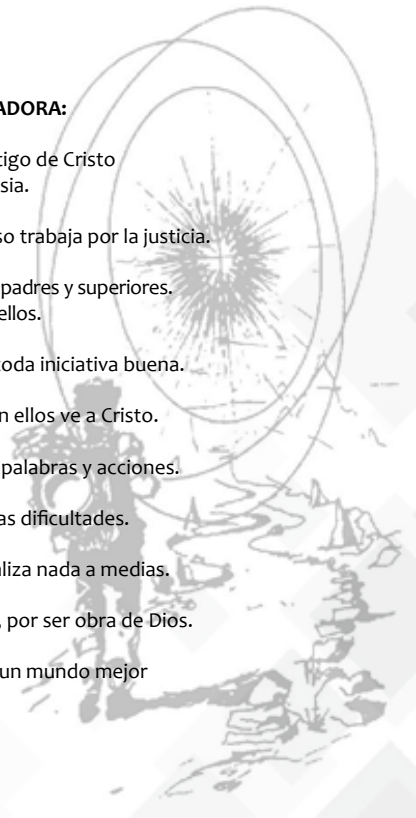 ADORA:
tigo de Cristo
sia.
so trabaja por la justicia.
padres y superiores.
ellos.
toda iniciativa buena.
n ellos ve a Cristo.
palabras y acciones.
as dificultades.
aliza nada a medias.
, por ser obra de Dios.
un mundo mejor